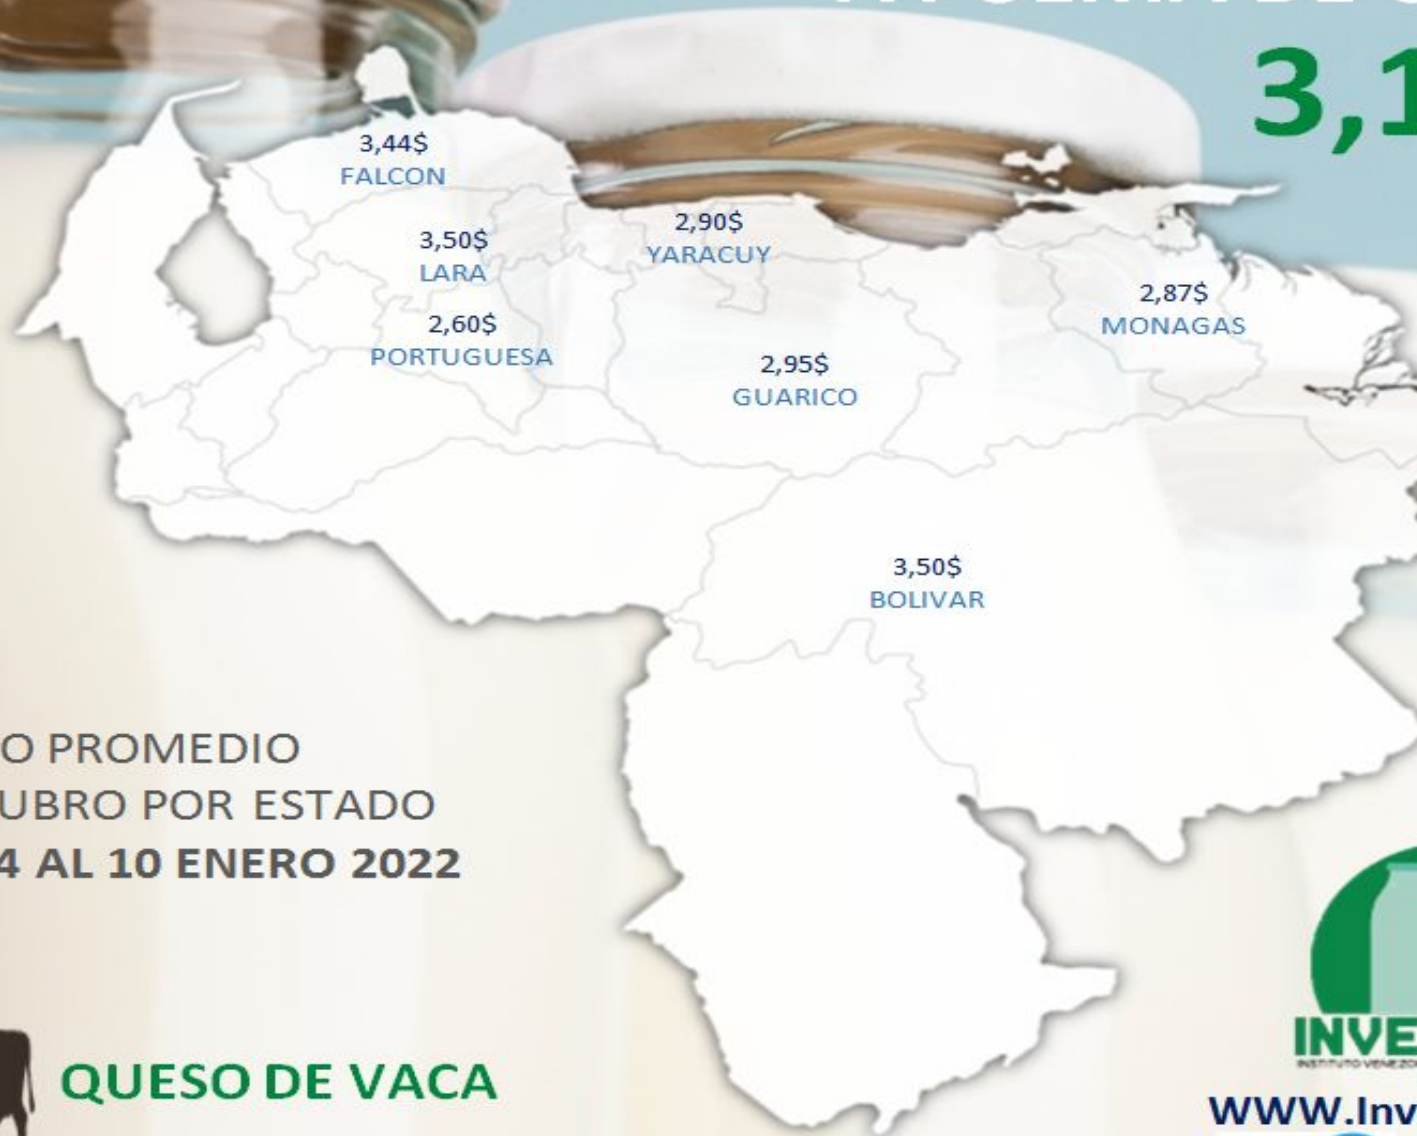 3,1
3,44$
FALCON
3,50$
LARA
2,90$
YARACUY
2,60$
PORTUGUESA
2,95$
GUARICO
2,87$
MONAGAS
3,50$
BOLIVAR
O PROMEDIO
UBRO POR ESTADO
4 AL 10 ENERO 2022
QUESO DE VACA
INVE
INSTITUTO VENEZO
WWW.Inv